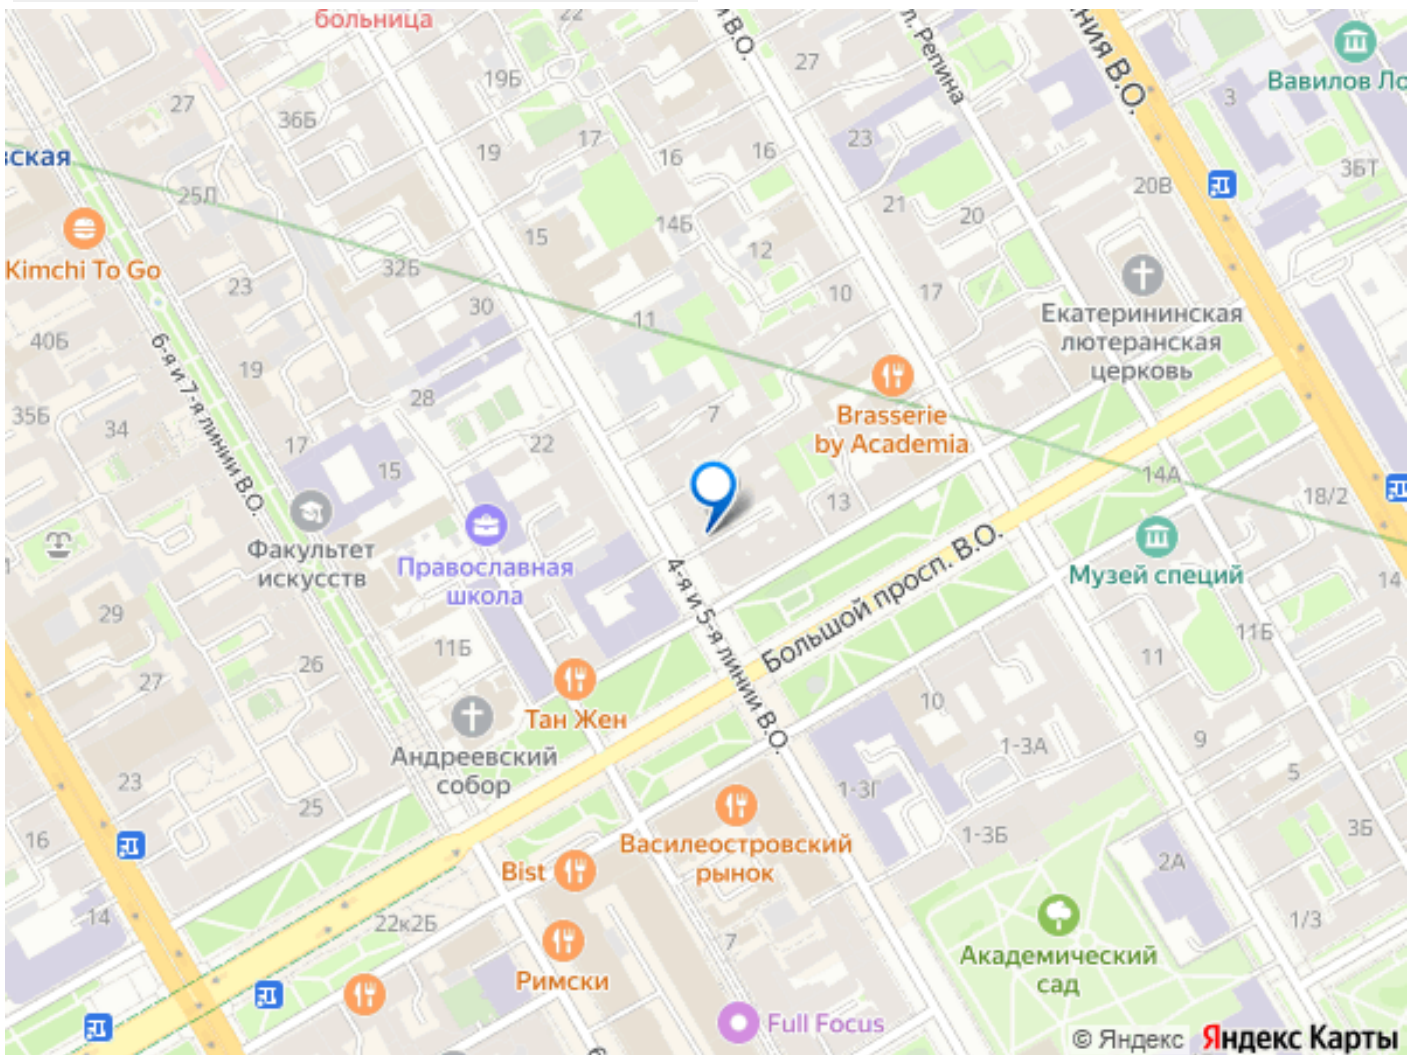 больница
22
я В.О.
л. Репина
ния В.О.
Вавилов Ло
27
19Б
27
3
36Б
17
23
ская
19
16
16
3БТ
25Л
20В
21
20
14Б
15
12
Kimchi To Go
32Б
23
30
10
17
Екатерининская
лютеранская
церковь
11
40Б
6-я и 7-я линии В.О.
19
Brasserie
by Academia
35Б
34
28
7
17
22
15
14А
18/2
13
Факультет
искусств
Православная
школа
4-я и 5-я линии В.О.
Большой просп. В.О.
Музей специй
14
29
11Б
11Б
26
11
27
Тан Жен
10
Андреевский
собор
1-3А
9
5
23
25
1-3Г
16
Василеостровский
рынок
1-3Б
3Б
Bist
2А
14
22к2Б
7
1/3
Академический
сад
Римски
Full Focus
6
© Яндекс Яндекс Карты